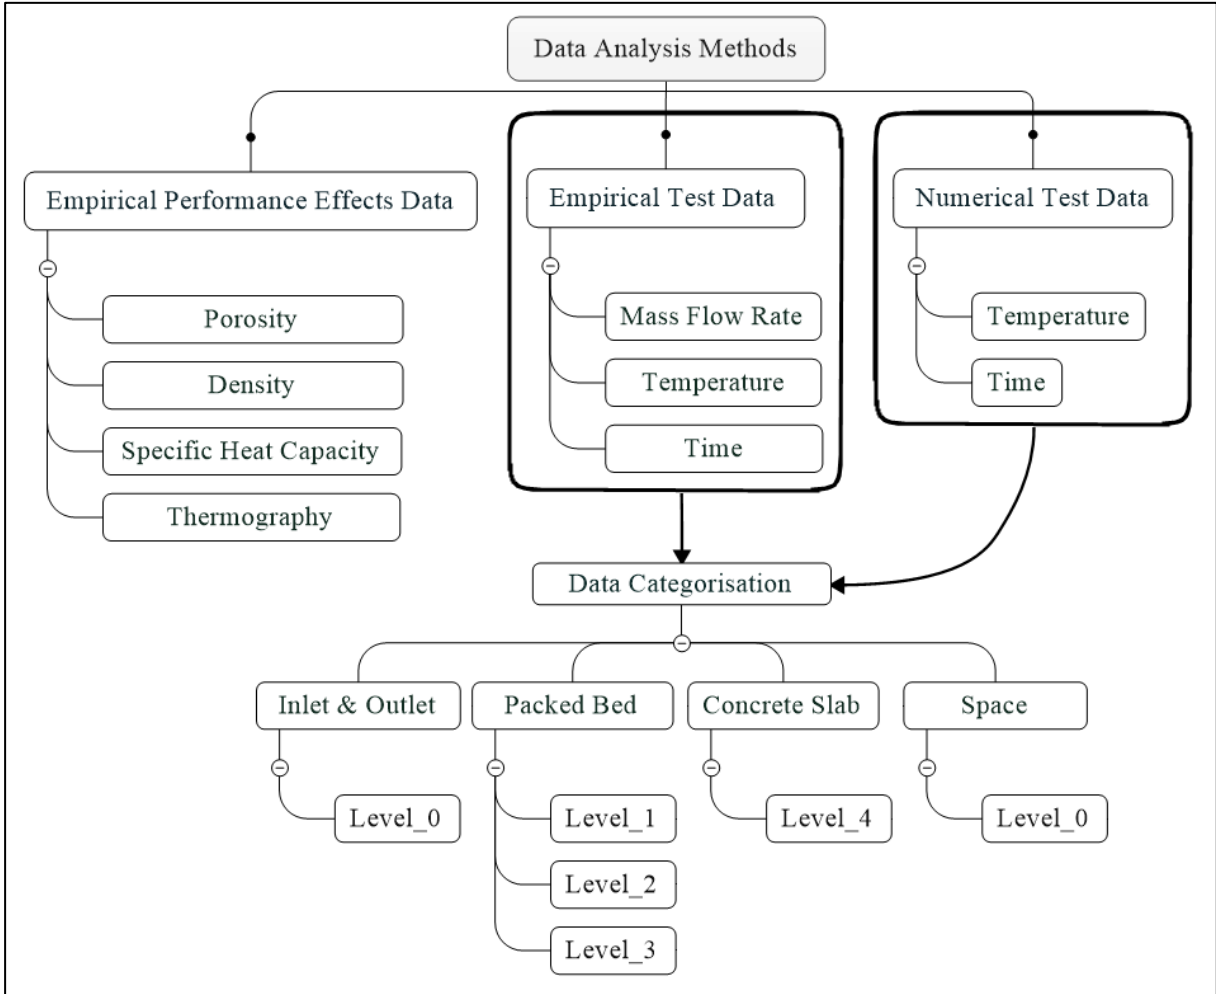 Data Analysis Methods
Empirical Performance Effects Data
Porosity
Density
Specific Heat Capacity
Thermography
Empirical Test Data
Mass Flow Rate
Temperature
Time
Numerical Test Data
Temperature
Time
Data Categorisation
Inlet & Outlet
Level_0
Packed Bed
Level_1
Level_2
Level_3
Concrete Slab
Level_4
Space
Level_0